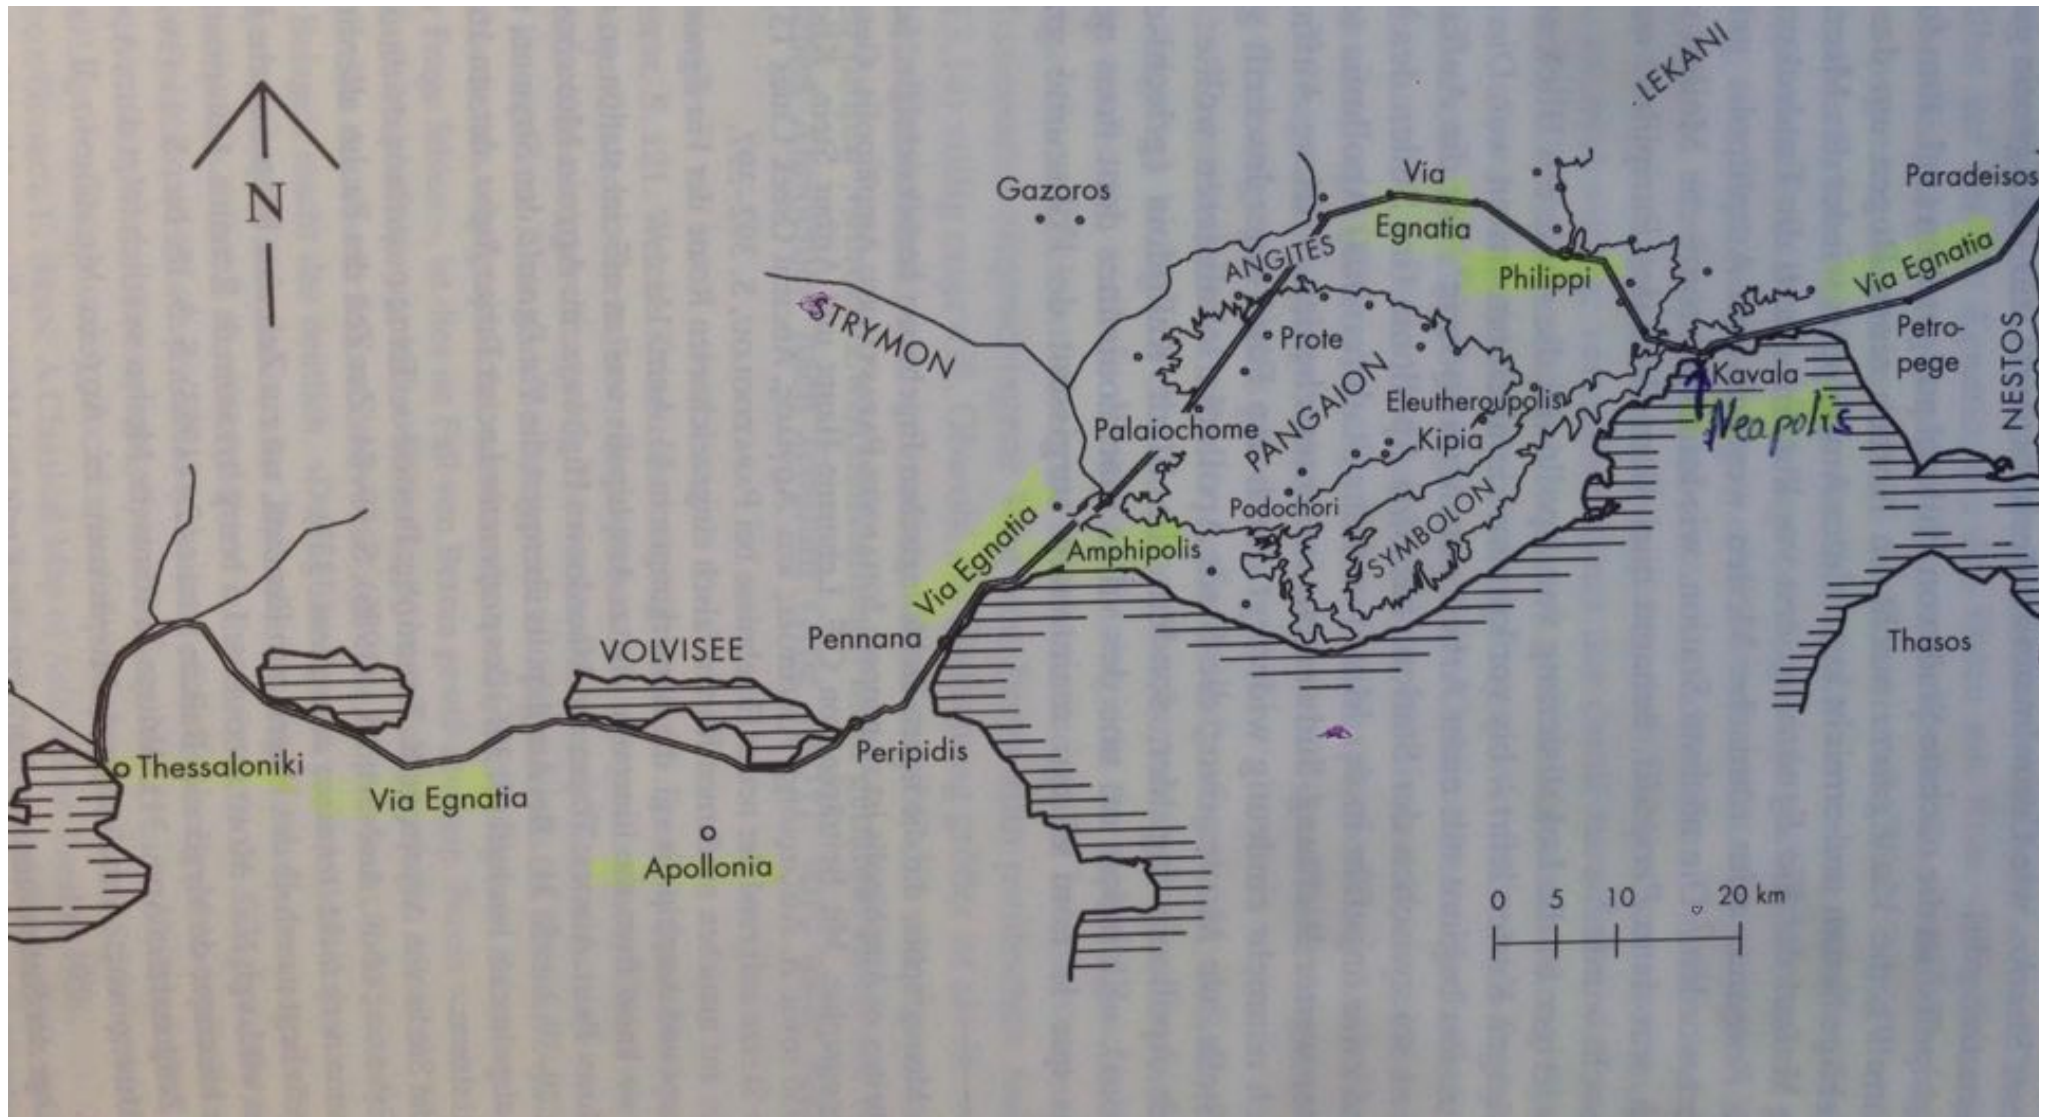 LEKANI
Via
Gazoros
Paradeisos
Egnatia
ANGITES
Philippi
Via Egnatia
N
STRYMON
Prote
Petro-
pege
NESTOS
Kavala
Neapolis
PANGAION
Eleutheroupolis
Palaiochome
Kipia
Podochori
SYMBOLON
Via Egnatia
Amphipolis
Thasos
Pennana
VOLVISEE
Peripidis
Thessaloniki
Via Egnatia
Apollonia
0 5 10 20 km